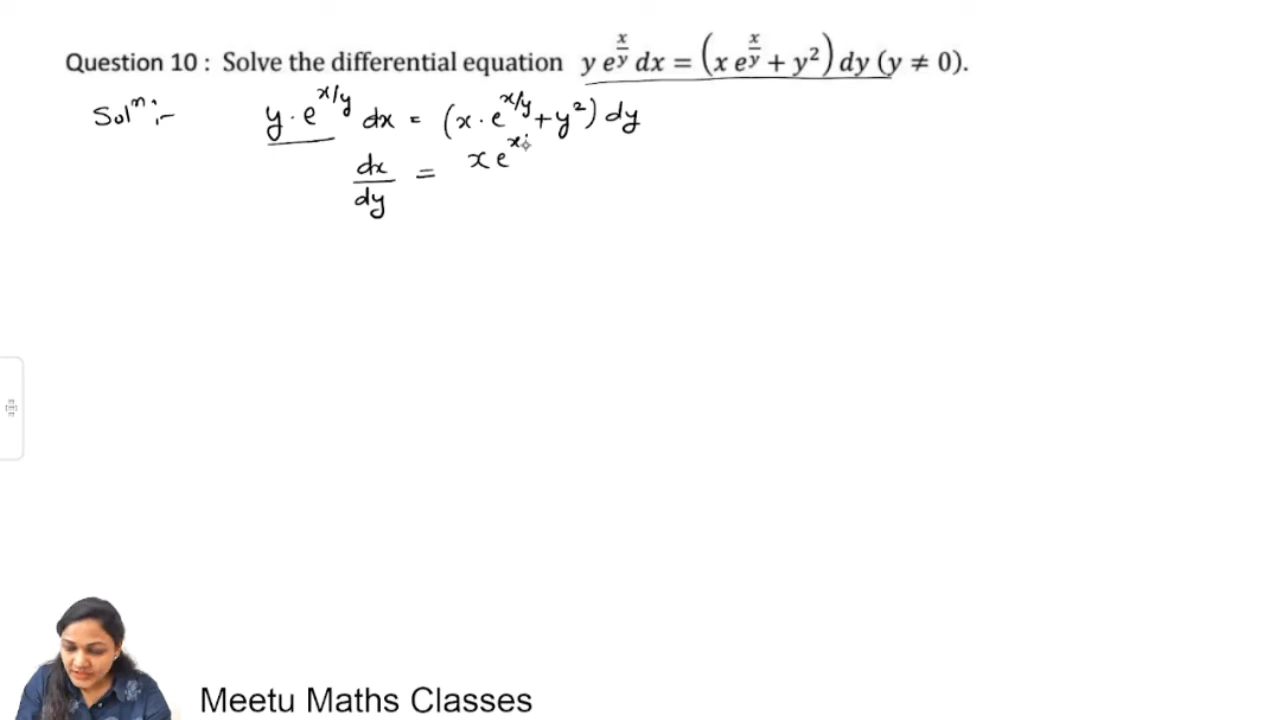 Question 10 : Solve the differential equation y e^{x/y} dx = (x e^{x/y} + y²) dy (y ≠ 0).
Solⁿ:- y · e^{x/y} dx = (x · e^{x/y} + y²) dy
dx/dy = x e^{x
Meetu Maths Classes